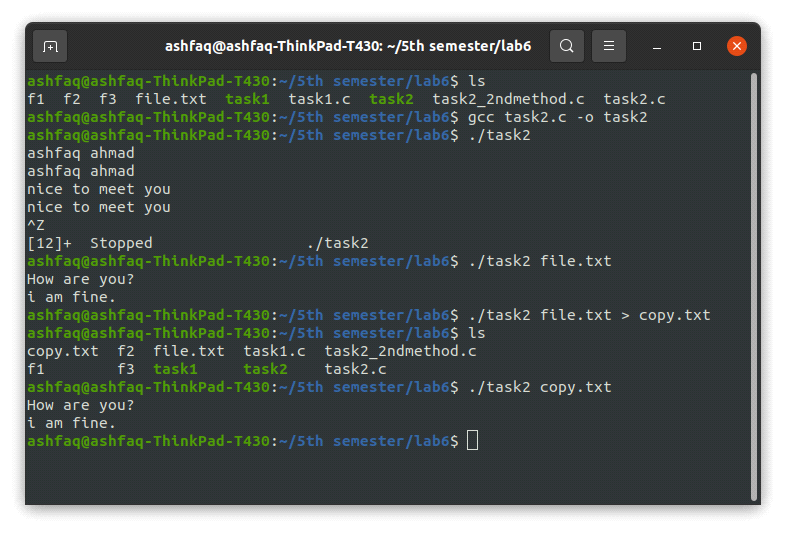 ashfaq@ashfaq-ThinkPad-T430: ~/5th semester/lab6
ashfaq@ashfaq-ThinkPad-T430:~/5th semester/lab6$ ls
f1  f2  f3  file.txt  task1  task1.c  task2  task2_2ndmethod.c  task2.c
ashfaq@ashfaq-ThinkPad-T430:~/5th semester/lab6$ gcc task2.c -o task2
ashfaq@ashfaq-ThinkPad-T430:~/5th semester/lab6$ ./task2
ashfaq ahmad
ashfaq ahmad
nice to meet you
nice to meet you
^Z
[12]+  Stopped                 ./task2
ashfaq@ashfaq-ThinkPad-T430:~/5th semester/lab6$ ./task2 file.txt
How are you?
i am fine.
ashfaq@ashfaq-ThinkPad-T430:~/5th semester/lab6$ ./task2 file.txt > copy.txt
ashfaq@ashfaq-ThinkPad-T430:~/5th semester/lab6$ ls
copy.txt  f2  file.txt  task1.c  task2_2ndmethod.c
f1        f3  task1     task2    task2.c
ashfaq@ashfaq-ThinkPad-T430:~/5th semester/lab6$ ./task2 copy.txt
How are you?
i am fine.
ashfaq@ashfaq-ThinkPad-T430:~/5th semester/lab6$